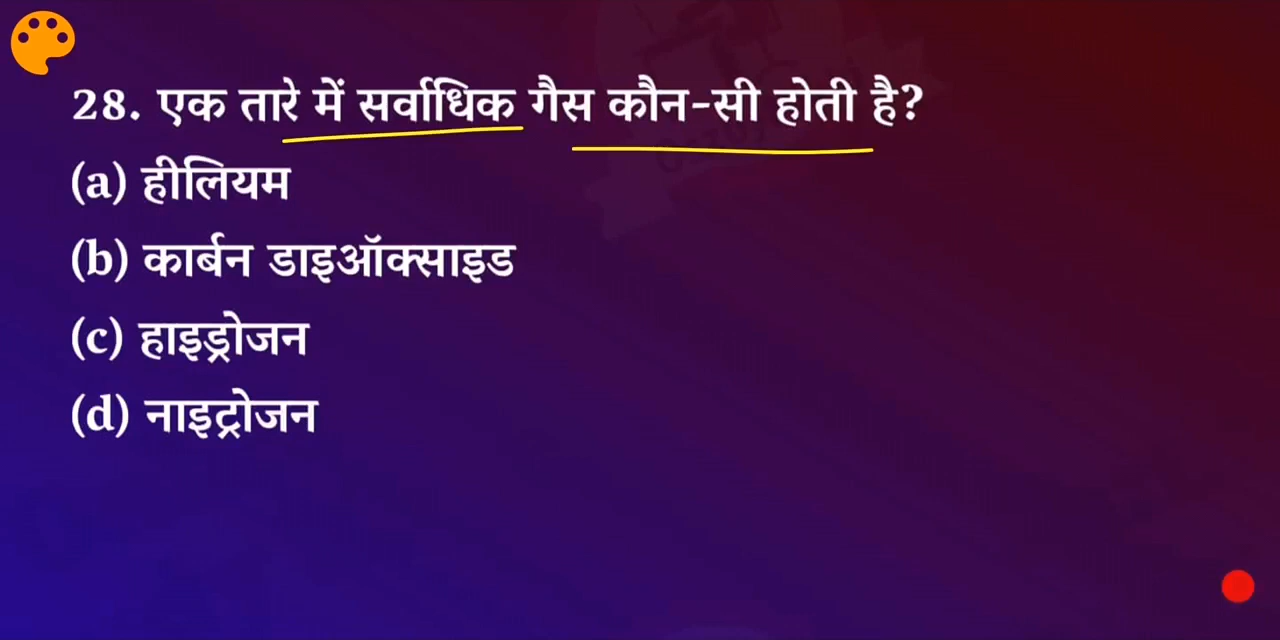 28. एक तारे में सर्वाधिक गैस कौन-सी होती है?
(a) हीलियम
(b) कार्बन डाइऑक्साइड
(c) हाइड्रोजन
(d) नाइट्रोजन